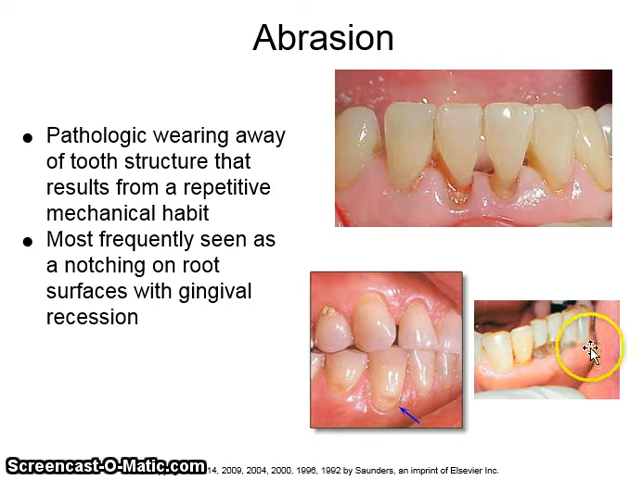 Abrasion
● Pathologic wearing away
of tooth structure that
results from a repetitive
mechanical habit
● Most frequently seen as
a notching on root
surfaces with gingival
recession
Screencast-O-Matic.com
14, 2009, 2004, 2000, 1996, 1992 by Saunders, an imprint of Elsevier Inc.